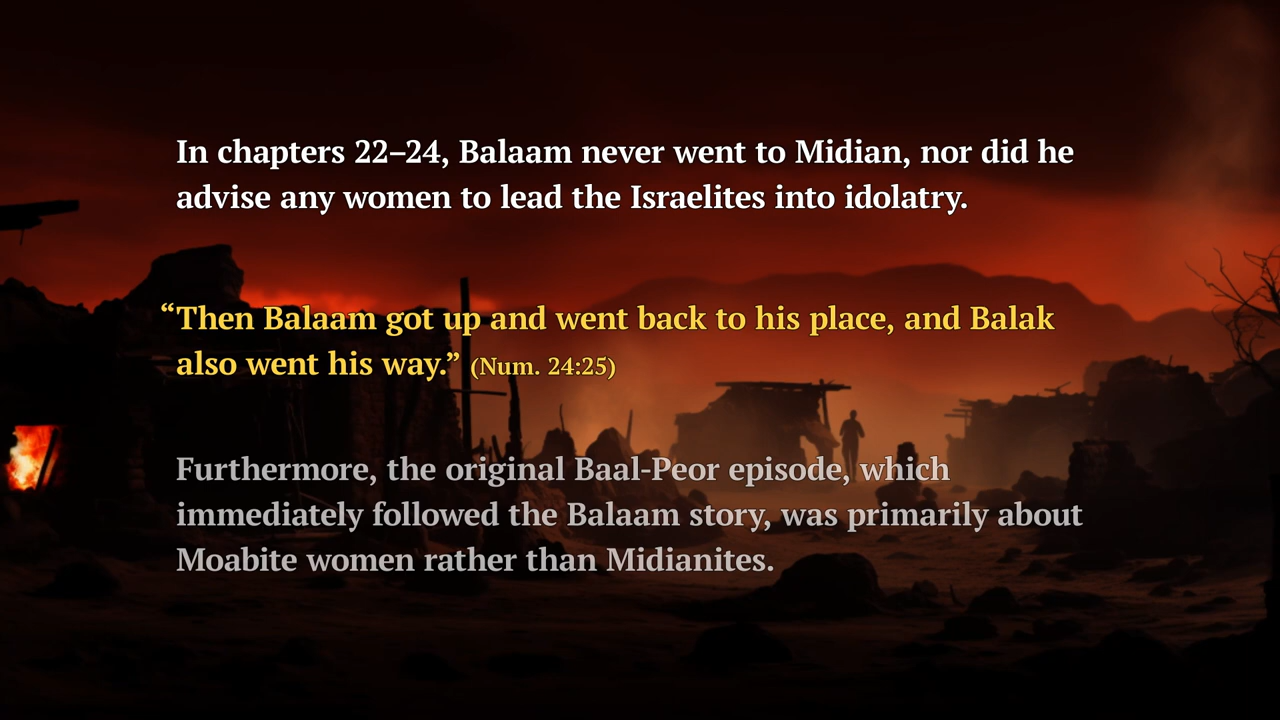 In chapters 22–24, Balaam never went to Midian, nor did he
advise any women to lead the Israelites into idolatry.
“Then Balaam got up and went back to his place, and Balak
also went his way.” (Num. 24:25)
Furthermore, the original Baal-Peor episode, which
immediately followed the Balaam story, was primarily about
Moabite women rather than Midianites.